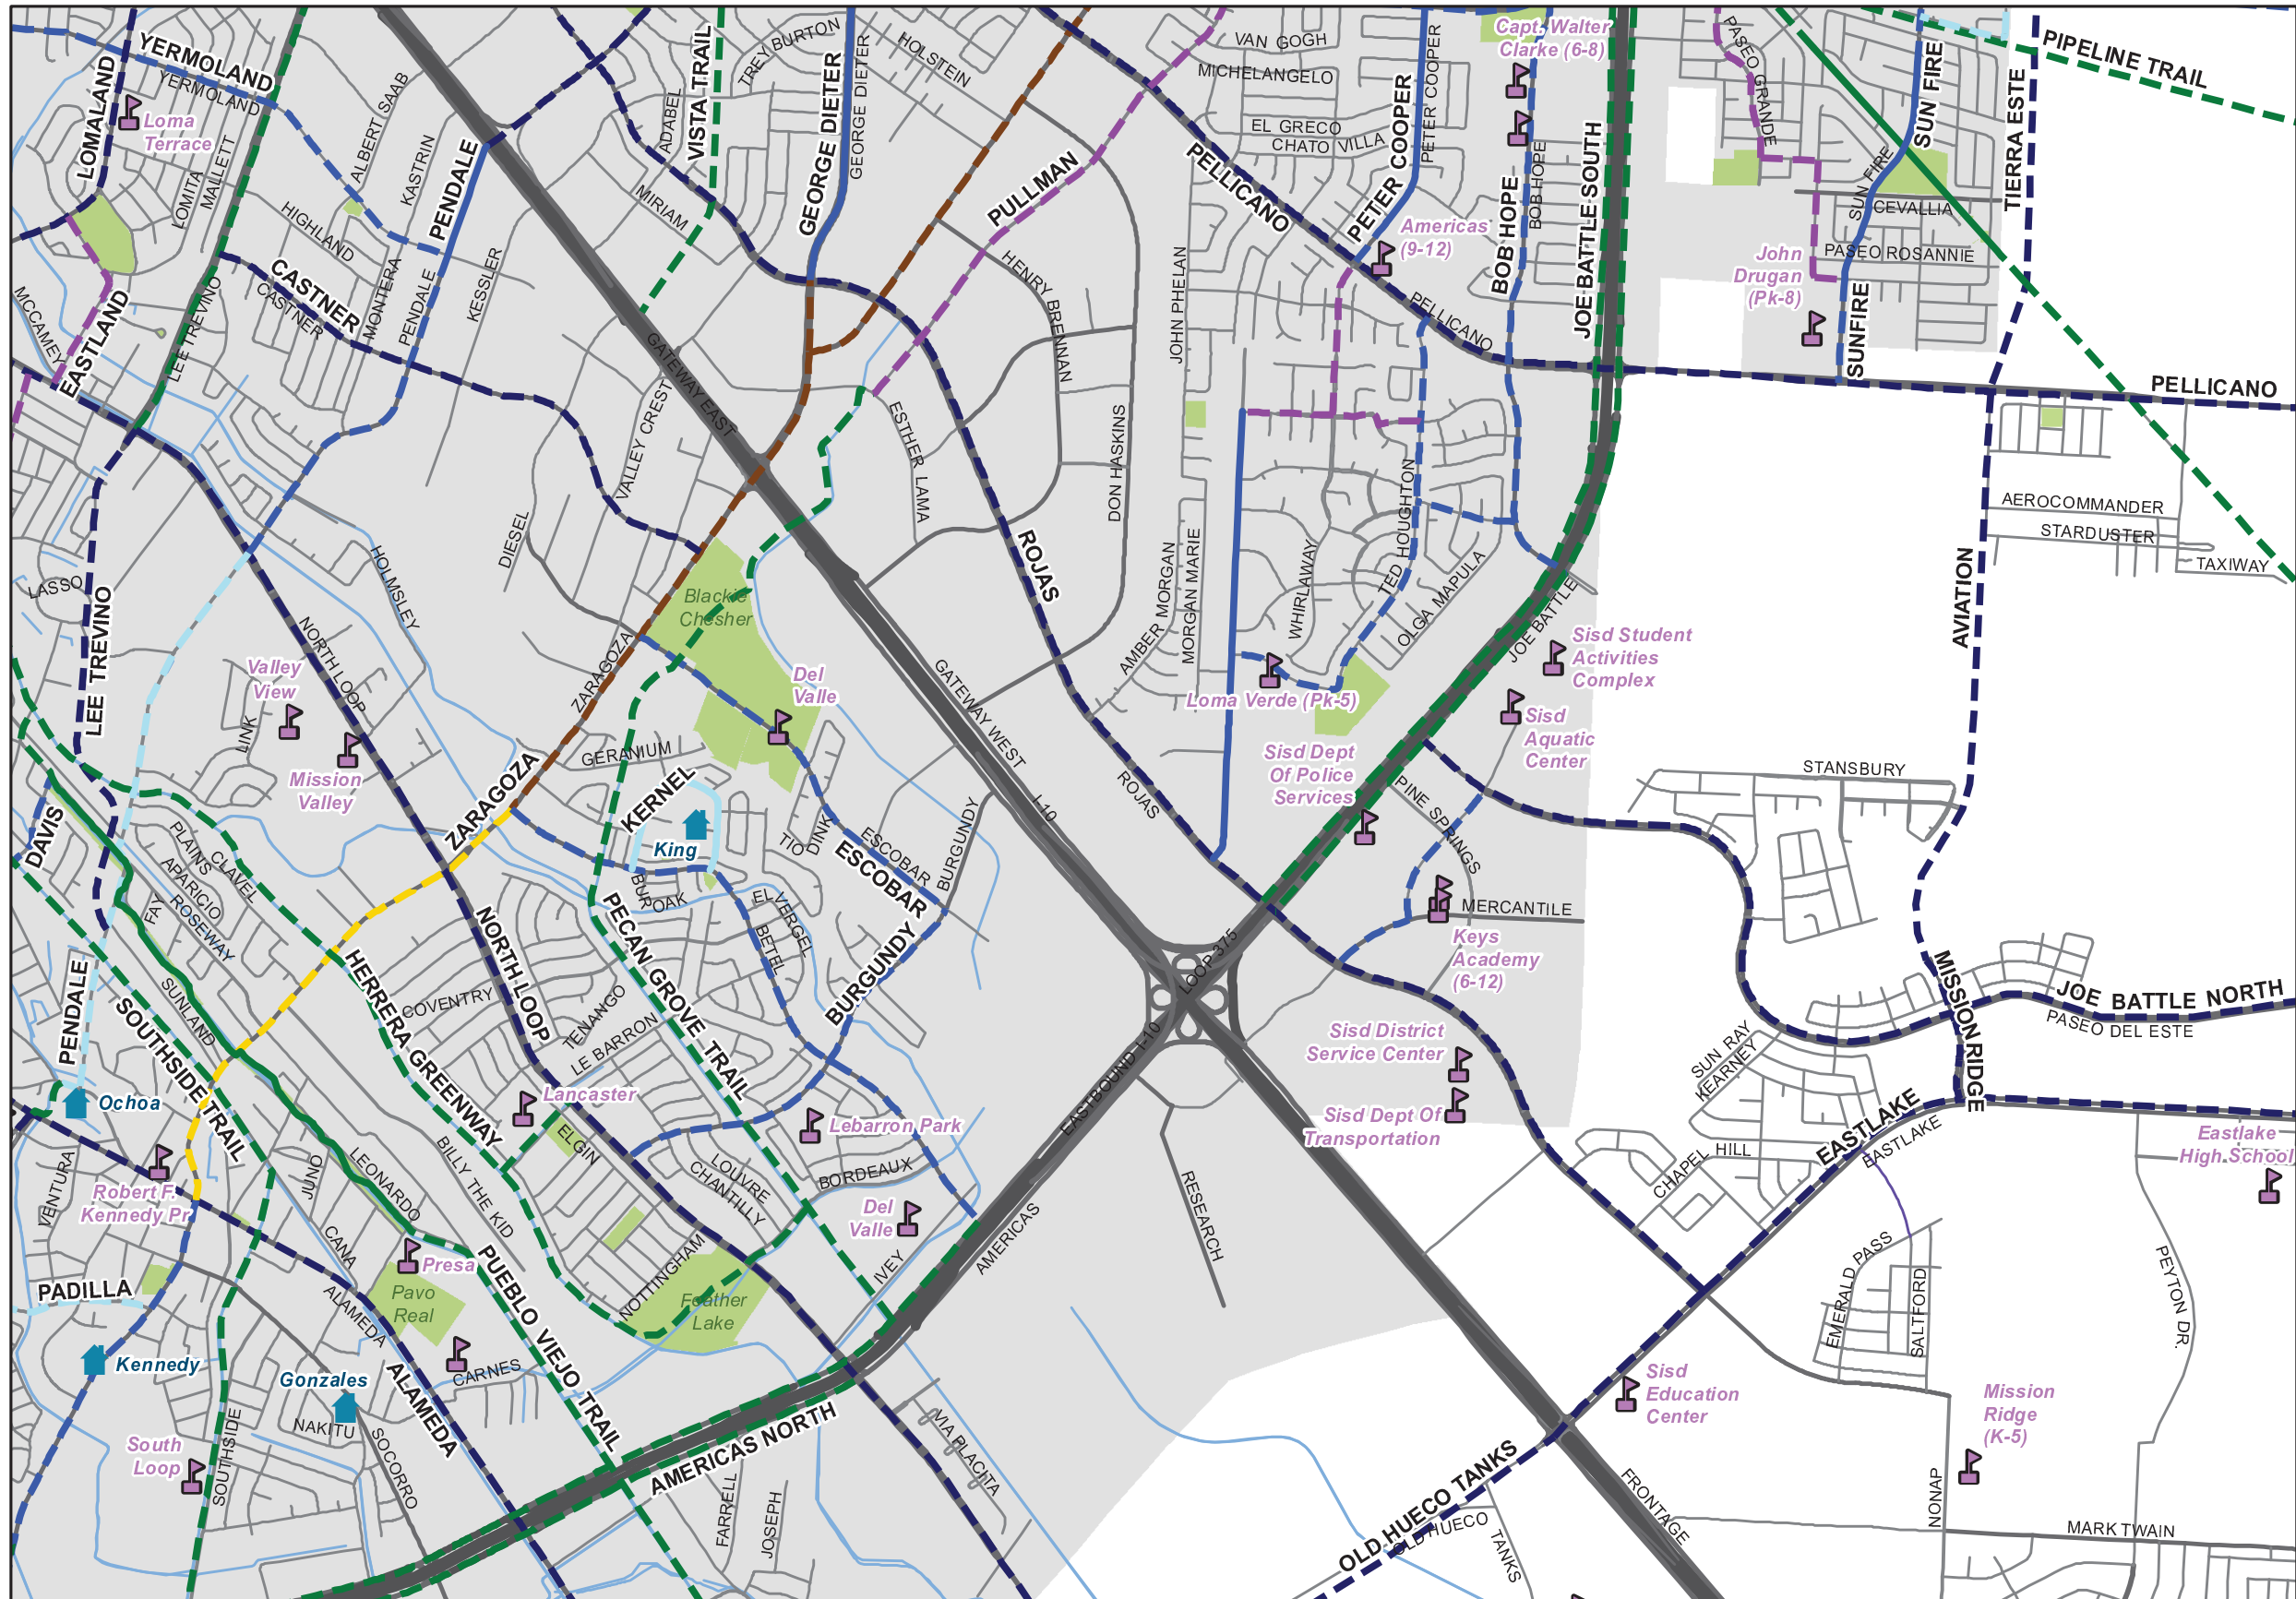 YERMOLAND
YERMOLAND
LOMALAND
Loma
Terrace
LOMITA
MALLETT
ALBERT SAAB
KASTRIN
PENDALE
HIGHLAND
CASTNER
CASTNER
MONTERA
PENDALE
KESSLER
MCCAMEY
EASTLAND
LEE TREVINO
ADABEL
VISTA TRAIL
TREY BURTON
GEORGE DIETER
GEORGE DIETER
HOLSTEIN
MIRIAM
GATEWAY EAST
VALLEY CREST
PULLMAN
HENRY BRENNAN
ESTHER LAMA
DON HASKINS
VAN GOGH
MICHELANGELO
EL GRECO
CHATO VILLA
PELLICANO
PETER COOPER
PETER COOPER
Americas
(9-12)
JOHN PHELAN
PELLICANO
Capt. Walter
Clarke (6-8)
BOB HOPE
BOB HOPE
JOE BATTLE SOUTH
PASEO GRANDE
SUN FIRE
SUN FIRE
CEVALLIA
PASEO ROSANNIE
John
Drugan
(Pk-8)
SUNFIRE
TIERRA ESTE
PIPELINE TRAIL
PELLICANO
AEROCOMMANDER
STARDUSTER
TAXIWAY
AVIATION
LASSO
LEE TREVINO
HOLMSLEY
NORTH LOOP
Valley
View
LINK
Mission
Valley
DIESEL
ZARAGOZA
Blackie
Chesher
Del
Valle
ROJAS
AMBER MORGAN
MORGAN MARIE
WHIRLAWAY
TED HOUGHTON
OLGA MAPULA
Loma Verde (Pk-5)
JOE BATTLE
Sisd Student
Activities
Complex
Sisd
Aquatic
Center
Sisd Dept
Of Police
Services
PINE SPRINGS
MERCANTILE
Keys
Academy
(6-12)
STANSBURY
GATEWAY WEST
I-10
ROJAS
GERANIUM
KERNEL
King
ZARAGOZA
TIO DINK
ESCOBAR
ESCOBAR
BURGUNDY
BUR OAK
EL VERGEL
BETEL
BURGUNDY
DAVIS
PLAINS
APARICIO
CLAVEL
FAY
ROSEWAY
SUNLAND
PENDALE
SOUTHSIDE TRAIL
HERRERA GREENWAY
NORTH LOOP
COVENTRY
TENANGO
LE BARRON
PECAN GROVE TRAIL
LOOP 375
EASTBOUND I-10
Sisd District
Service Center
Sisd Dept Of
Transportation
MISSION RIDGE
JOE BATTLE NORTH
PASEO DEL ESTE
SUN RAY
KEARNEY
EASTLAKE
EASTLAKE
CHAPEL HILL
Eastlake
High School
Ochoa
Lancaster
Lebarron Park
ELGIN
LOUVRE
CHANTILLY
BORDEAUX
Robert F.
Kennedy Pr
VENTURA
JUNO
LEONARDO
BILLY THE KID
CANA
Presa
Pavo
Real
PADILLA
Kennedy
Gonzales
ALAMEDA
ALAMEDA
CARNES
NAKITU
SOCORRO
South
Loop
SOUTHSIDE
PUEBLO VIEJO TRAIL
NOTTINGHAM
Feather
Lake
Del
Valle
IVEY
AMERICAS
RESEARCH
AMERICAS NORTH
FARRELL
JOSEPH
VIA PLACITA
EMERALD PASS
SALTFORD
PEYTON DR.
Sisd
Education
Center
Mission
Ridge
(K-5)
OLD HUECO TANKS
OLD HUECO
TANKS
FRONTAGE
NONAP
MARK TWAIN